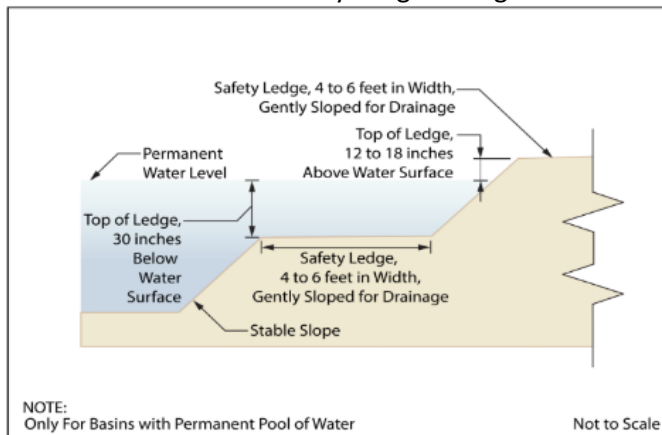 Safety Ledge, 4 to 6 feet in Width,
Gently Sloped for Drainage
Top of Ledge,
12 to 18 inches
Above Water Surface
Permanent
Water Level
Top of Ledge,
30 inches
Below
Water
Surface
Safety Ledge,
4 to 6 feet in Width,
Gently Sloped for Drainage
Stable Slope
NOTE:
Only For Basins with Permanent Pool of Water
Not to Scale